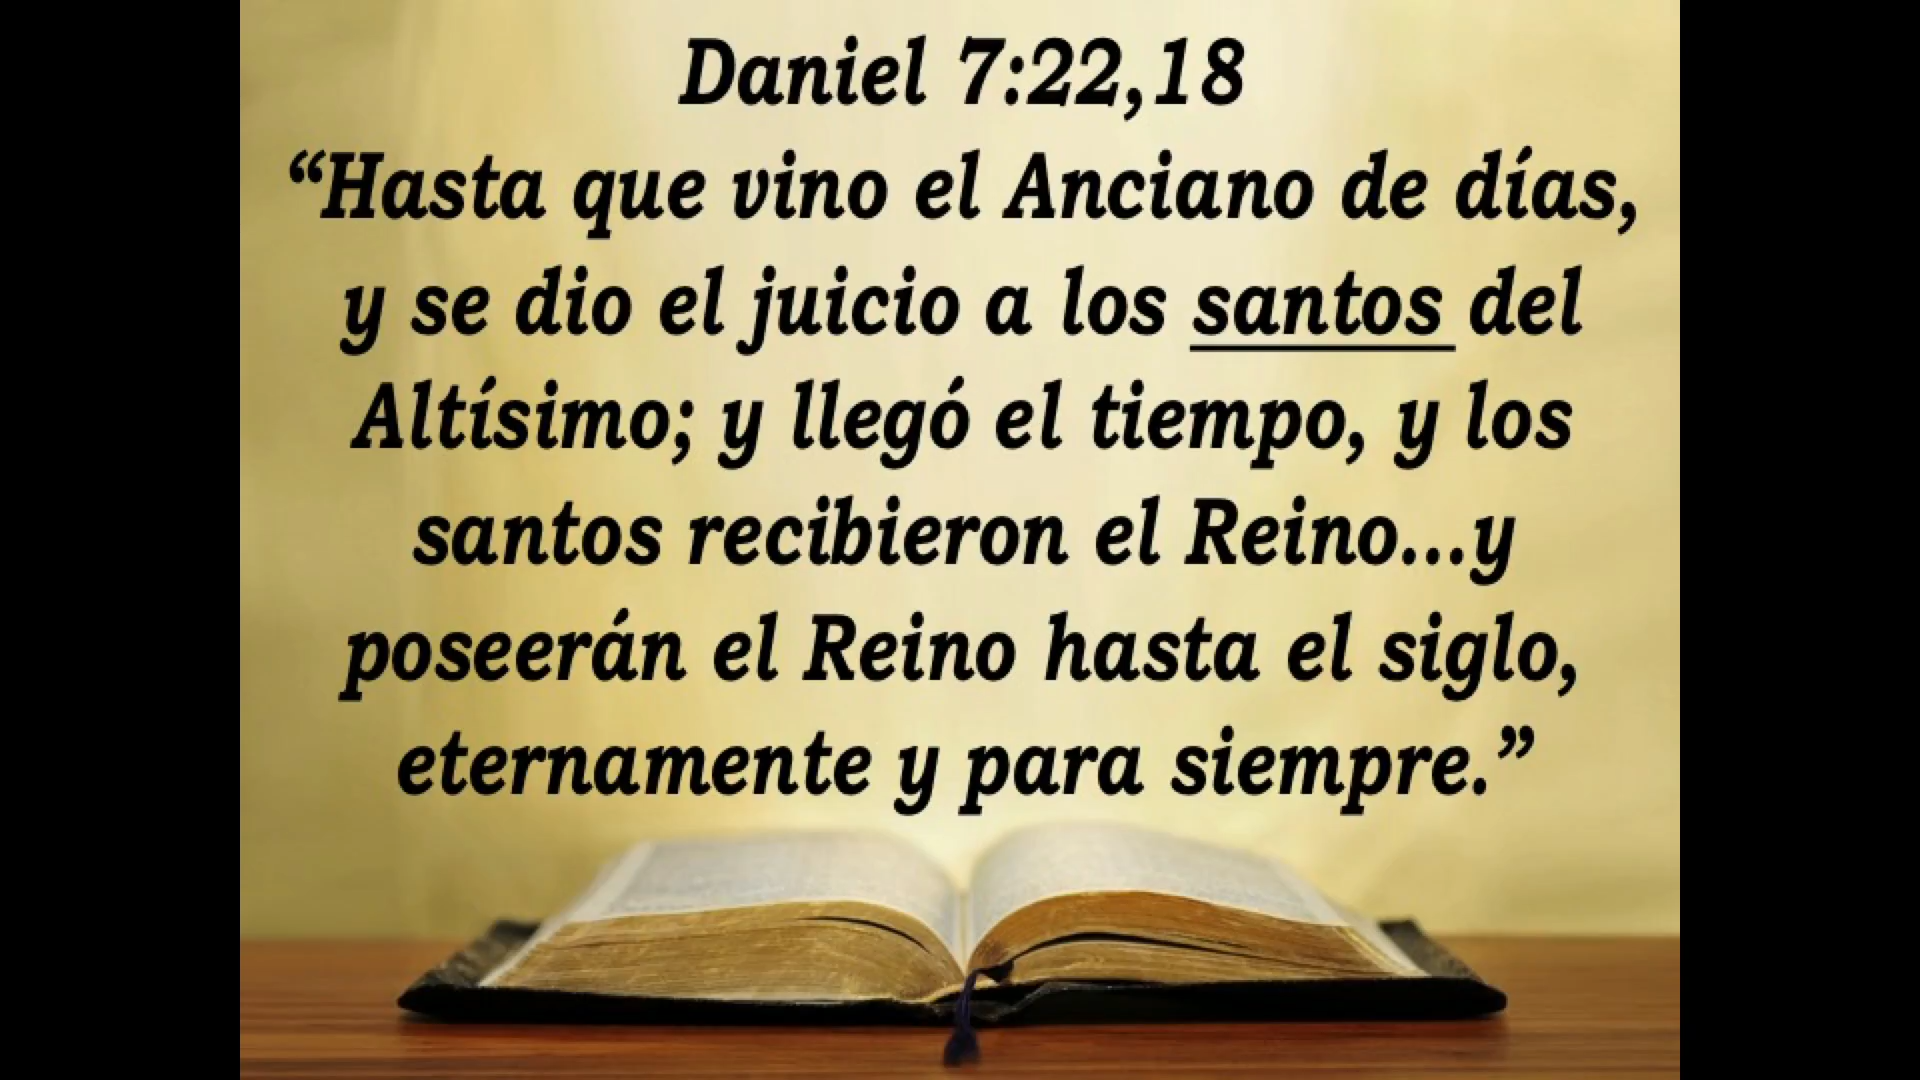 Daniel 7:22,18
“Hasta que vino el Anciano de días,
y se dio el juicio a los santos del
Altísimo; y llegó el tiempo, y los
santos recibieron el Reino...y
poseerán el Reino hasta el siglo,
eternamente y para siempre.”